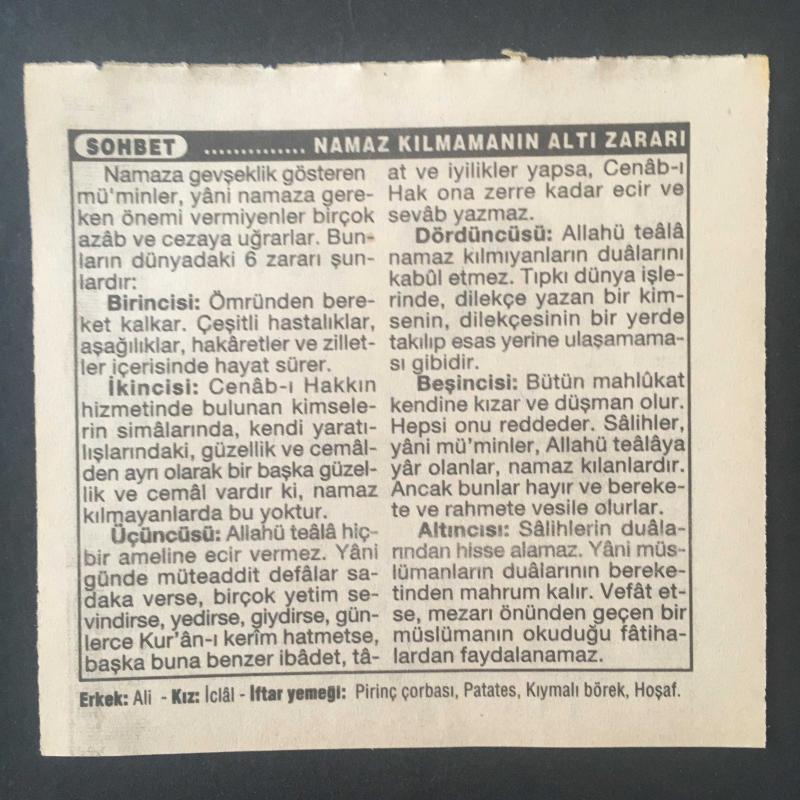 SOHBET .............. NAMAZ KILMAMANIN ALTI ZARARI
Namaza gevşeklik gösteren
mü'minler, yâni namaza gere-
ken önemi vermiyenler birçok
azâb ve cezaya uğrarlar. Bun-
ların dünyadaki 6 zararı şun-
lardır:
Birincisi: Ömründen bere-
ket kalkar. Çeşitli hastalıklar,
aşağılıklar, hakâretler ve zillet-
ler içerisinde hayat sürer.
İkincisi: Cenâb-ı Hakkın
hizmetinde bulunan kimsele-
rin simâlarında, kendi yaratı-
lışlarındaki, güzellik ve cemâl-
den ayrı olarak bir başka güzel-
lik ve cemâl vardır ki, namaz
kılmayanlarda bu yoktur.
Üçüncüsü: Allahü teâlâ hiç-
bir ameline ecir vermez. Yâni
günde müteaddit defâlar sa-
daka verse, birçok yetim se-
vindirse, yedirse, giydirse, gün-
lerce Kur'ân-ı kerîm hatmetse,
başka buna benzer ibâdet, tâ-
at ve iyilikler yapsa, Cenâb-ı
Hak ona zerre kadar ecir ve
sevâb yazmaz.
Dördüncüsü: Allahü teâlâ
namaz kılmıyanların duâlarını
kabûl etmez. Tıpkı dünya işle-
rinde, dilekçe yazan bir kim-
senin, dilekçesinin bir yerde
takılıp esas yerine ulaşamama-
sı gibidir.
Beşincisi: Bütün mahlûkat
kendine kızar ve düşman olur.
Hepsi onu reddeder. Sâlihler,
yâni mü'minler, Allahü teâlâya
yâr olanlar, namaz kılanlardır.
Ancak bunlar hayır ve bereke-
te ve rahmete vesile olurlar.
Altıncısı: Sâlihlerin duâla-
rından hisse alamaz. Yâni müs-
lümanların duâlarının bereke-
tinden mahrum kalır. Vefât et-
se, mezarı önünden geçen bir
müslümanın okuduğu fâtiha-
lardan faydalanamaz.
Erkek: Ali - Kız: İclâl - İftar yemeği: Pirinç çorbası, Patates, Kıymalı börek, Hoşaf.